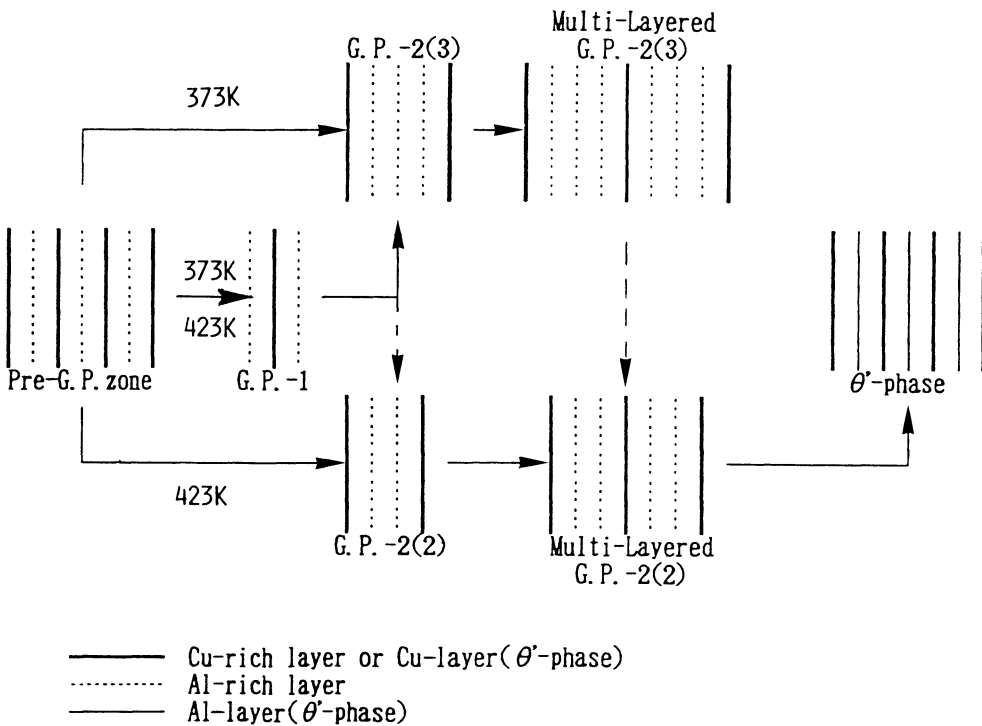 Multi-Layered
G.P.-2(3)
G.P.-2(3)
373K
373K
423K
Pre-G.P.zone
G.P.-1
θ'-phase
423K
G.P.-2(2)
Multi-Layered
G.P.-2(2)
Cu-rich layer or Cu-layer(θ'-phase)
Al-rich layer
Al-layer(θ'-phase)